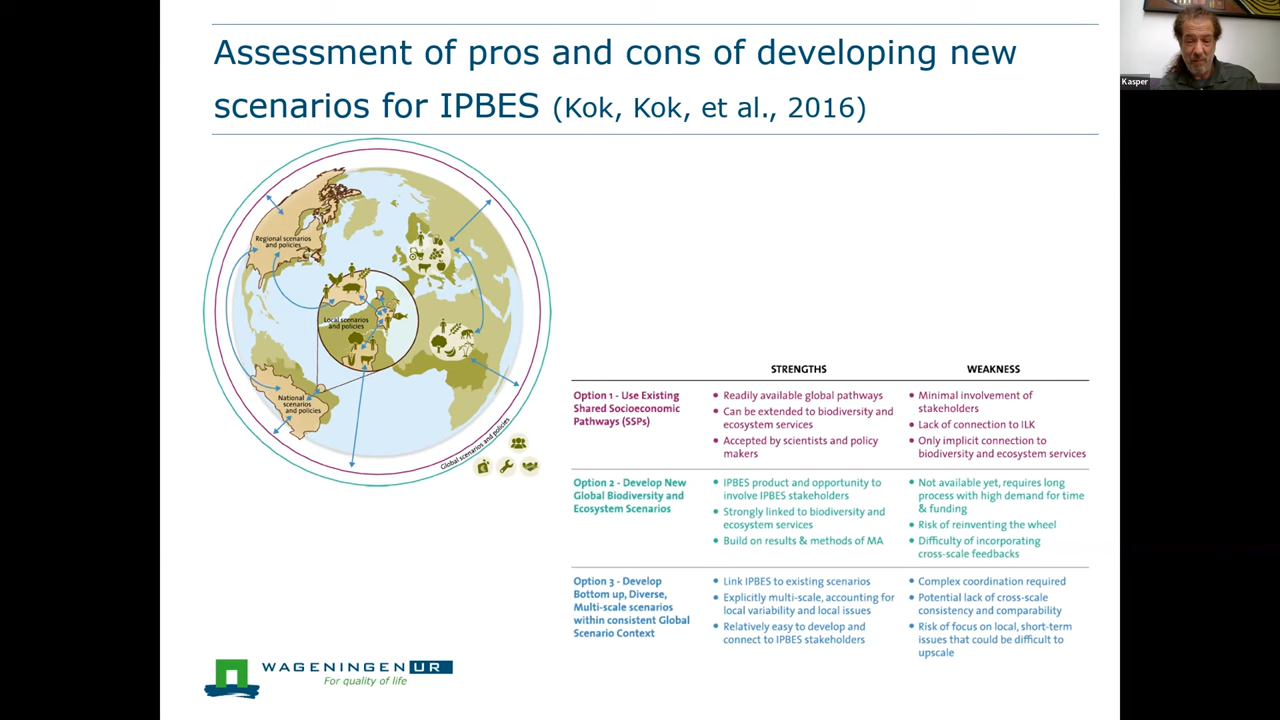 Assessment of pros and cons of developing new
scenarios for IPBES (Kok, Kok, et al., 2016)
Kasper
Regional scenarios
and policies
Local scenarios
and policies
National
scenarios
and policies
Global scenarios and policies
STRENGTHS
WEAKNESS
Option 1 - Use Existing
Shared Socioeconomic
Pathways (SSPs)
• Readily available global pathways
• Can be extended to biodiversity and
ecosystem services
• Accepted by scientists and policy
makers
• Minimal involvement of
stakeholders
• Lack of connection to ILK
• Only implicit connection to
biodiversity and ecosystem services
Option 2 - Develop New
Global Biodiversity and
Ecosystem Scenarios
• IPBES product and opportunity to
involve IPBES stakeholders
• Strongly linked to biodiversity and
ecosystem services
• Build on results & methods of MA
• Not available yet, requires long
process with high demand for time
& funding
• Risk of reinventing the wheel
• Difficulty of incorporating
cross-scale feedbacks
Option 3 - Develop
Bottom up, Diverse,
Multi-scale scenarios
within consistent Global
Scenario Context
• Link IPBES to existing scenarios
• Explicitly multi-scale, accounting for
local variability and local issues
• Relatively easy to develop and
connect to IPBES stakeholders
• Complex coordination required
• Potential lack of cross-scale
consistency and comparability
• Risk of focus on local, short-term
issues that could be difficult to
upscale
WAGENINGEN UR
For quality of life